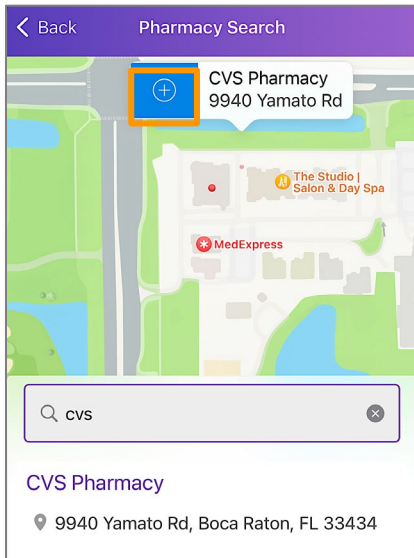 Back
Pharmacy Search
CVS Pharmacy
9940 Yamato Rd
The Studio |
Salon & Day Spa
MedExpress
cvs
CVS Pharmacy
9940 Yamato Rd, Boca Raton, FL 33434